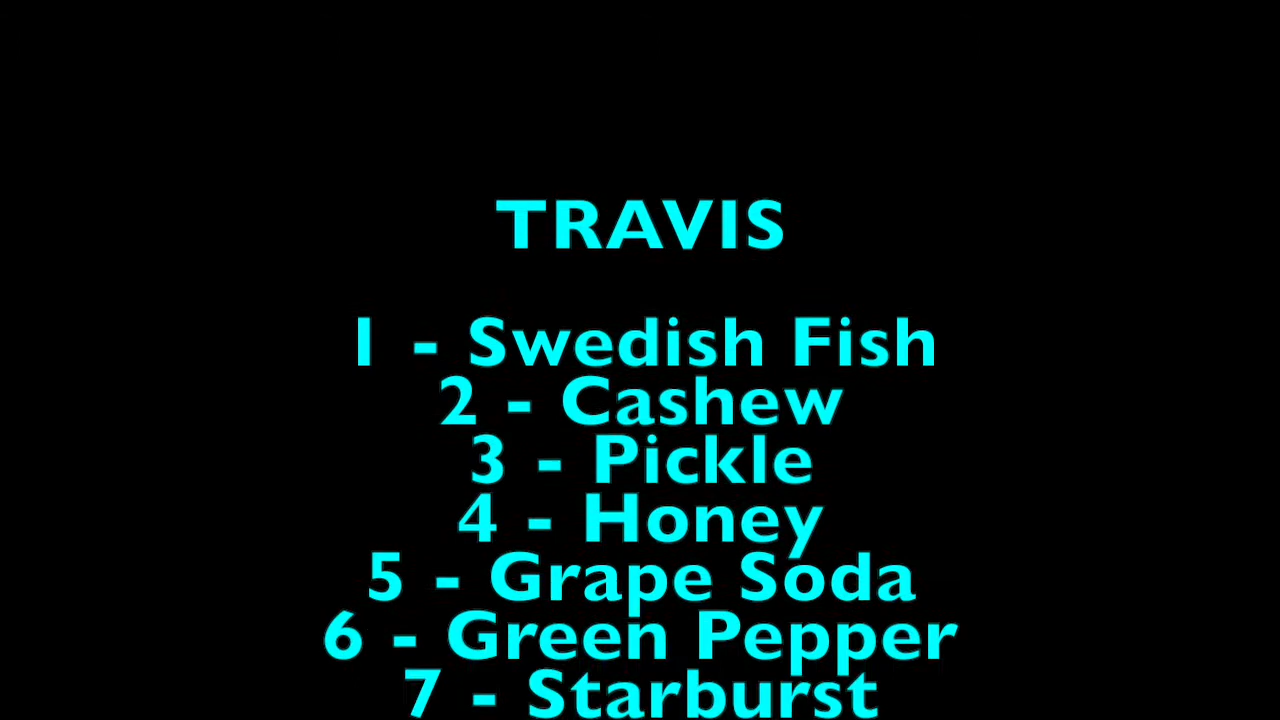 TRAVIS
1 - Swedish Fish
2 - Cashew
3 - Pickle
4 - Honey
5 - Grape Soda
6 - Green Pepper
7 - Starburst